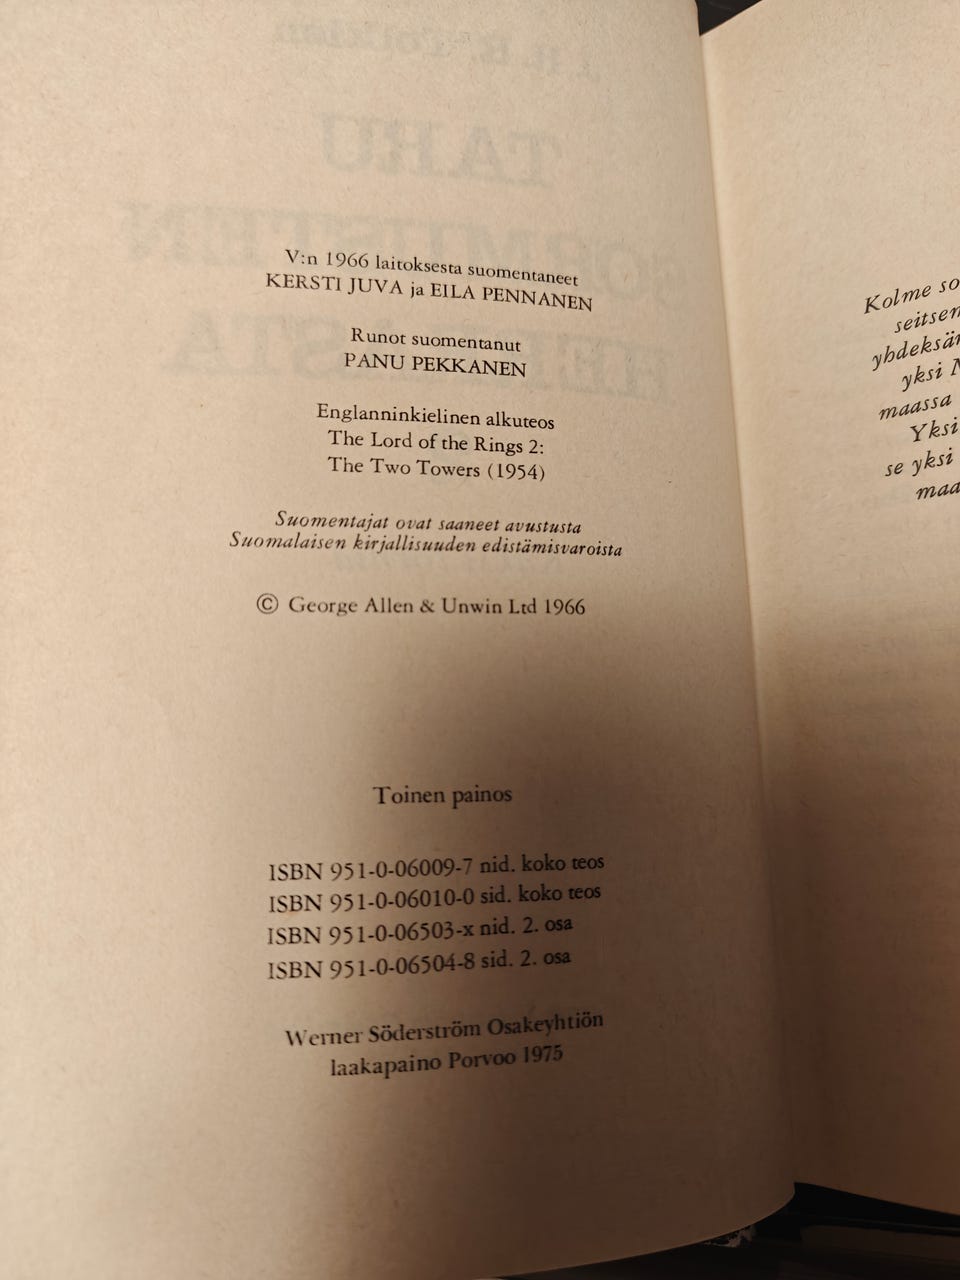 V:n 1966 laitoksesta suomentaneet
KERSTI JUVA ja EILA PENNANEN
Runot suomentanut
PANU PEKKANEN
Englanninkielinen alkuteos
The Lord of the Rings 2:
The Two Towers (1954)
Suomentajat ovat saaneet avustusta
Suomalaisen kirjallisuuden edistämisvaroista
© George Allen & Unwin Ltd 1966
Toinen painos
ISBN 951-0-06009-7 nid. koko teos
ISBN 951-0-06010-0 sid. koko teos
ISBN 951-0-06503-x nid. 2. osa
ISBN 951-0-06504-8 sid. 2. osa
Werner Söderström Osakeyhtiön
laakapaino Porvoo 1975
Kolme so
seitsen
yhdeksän
yksi
maassa
Yksi
se yksi
maa